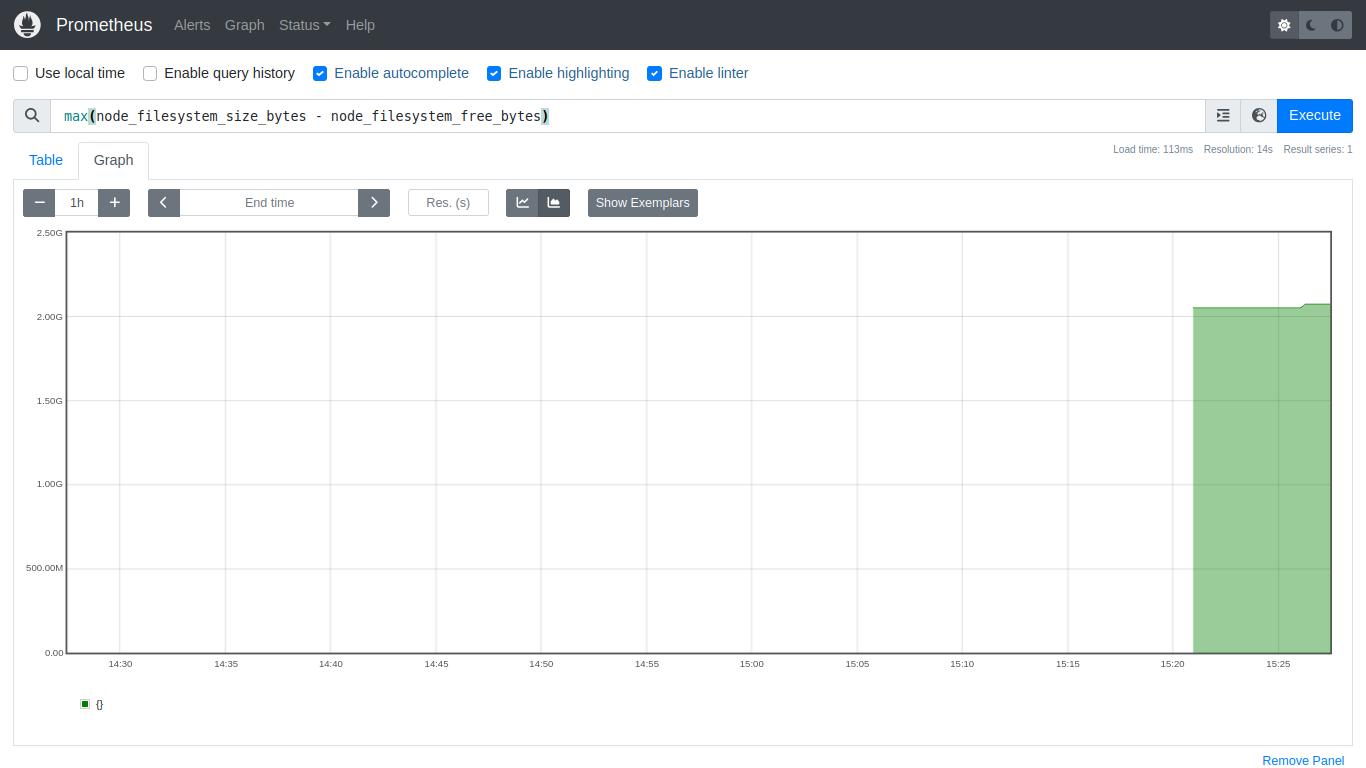 Prometheus Alerts Graph Status Help
Use local time Enable query history Enable autocomplete Enable highlighting Enable linter
max(node_filesystem_size_bytes - node_filesystem_free_bytes) Execute
Table Graph Load time: 113ms Resolution: 14s Result series: 1
1h End time Res. (s) Show Exemplars
2.50G
2.00G
1.50G
1.00G
500.00M
0.00
14:30 14:35 14:40 14:45 14:50 14:55 15:00 15:05 15:10 15:15 15:20 15:25
{}
Remove Panel